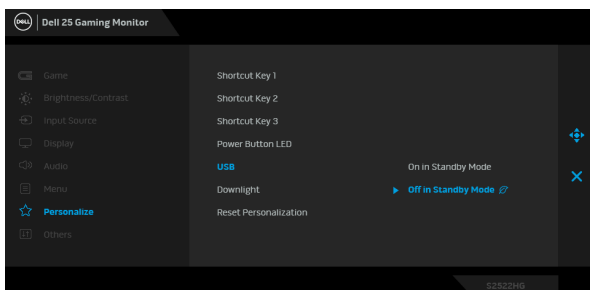 DELL Dell 25 Gaming Monitor
Game
Brightness/Contrast
Input Source
Display
Audio
Menu
Personalize
Others
Shortcut Key 1
Shortcut Key 2
Shortcut Key 3
Power Button LED
USB
Downlight
Reset Personalization
On in Standby Mode
Off in Standby Mode
S2522HG